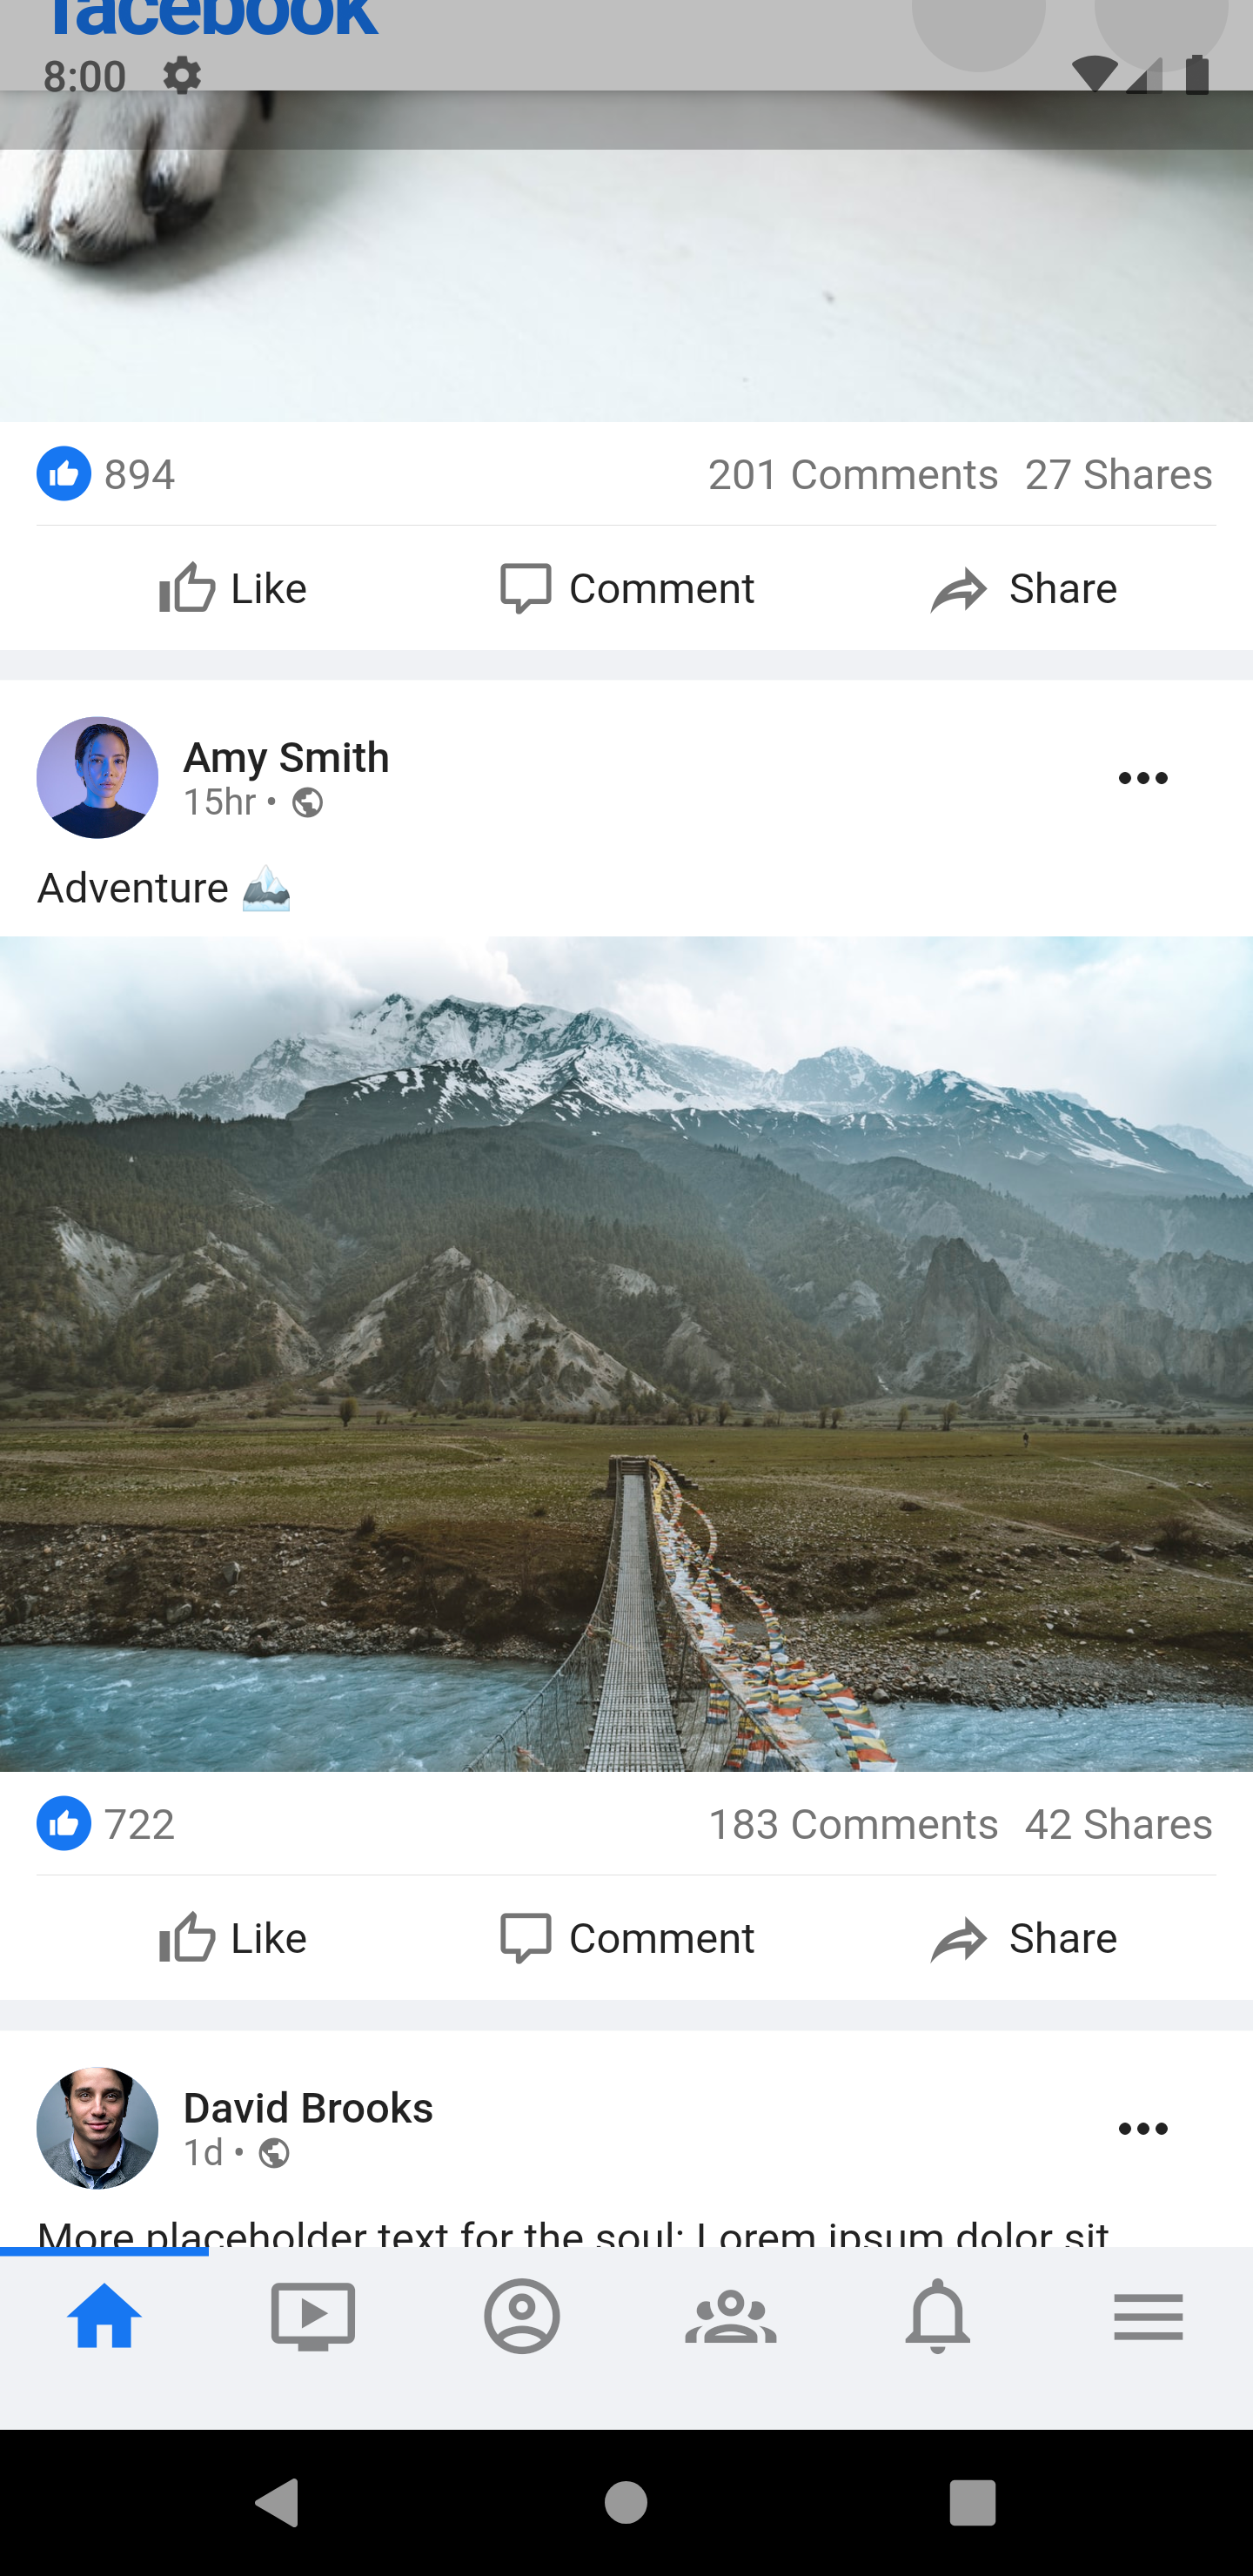 facebook
8:00
894 201 Comments 27 Shares
Like Comment Share
Amy Smith
15hr •
Adventure 🏔️
722 183 Comments 42 Shares
Like Comment Share
David Brooks
1d •
More placeholder text for the soul: Lorem ipsum dolor sit